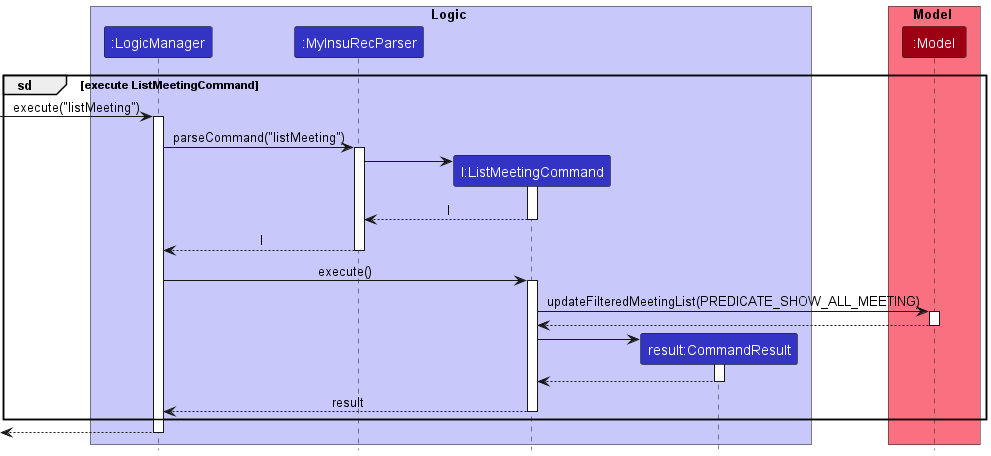 Logic
Model
:LogicManager
:MyInsuRecParser
:Model
sd
[execute ListMeetingCommand]
execute("listMeeting")
parseCommand("listMeeting")
l:ListMeetingCommand
l
l
execute()
updateFilteredMeetingList(PREDICATE_SHOW_ALL_MEETING)
result:CommandResult
result